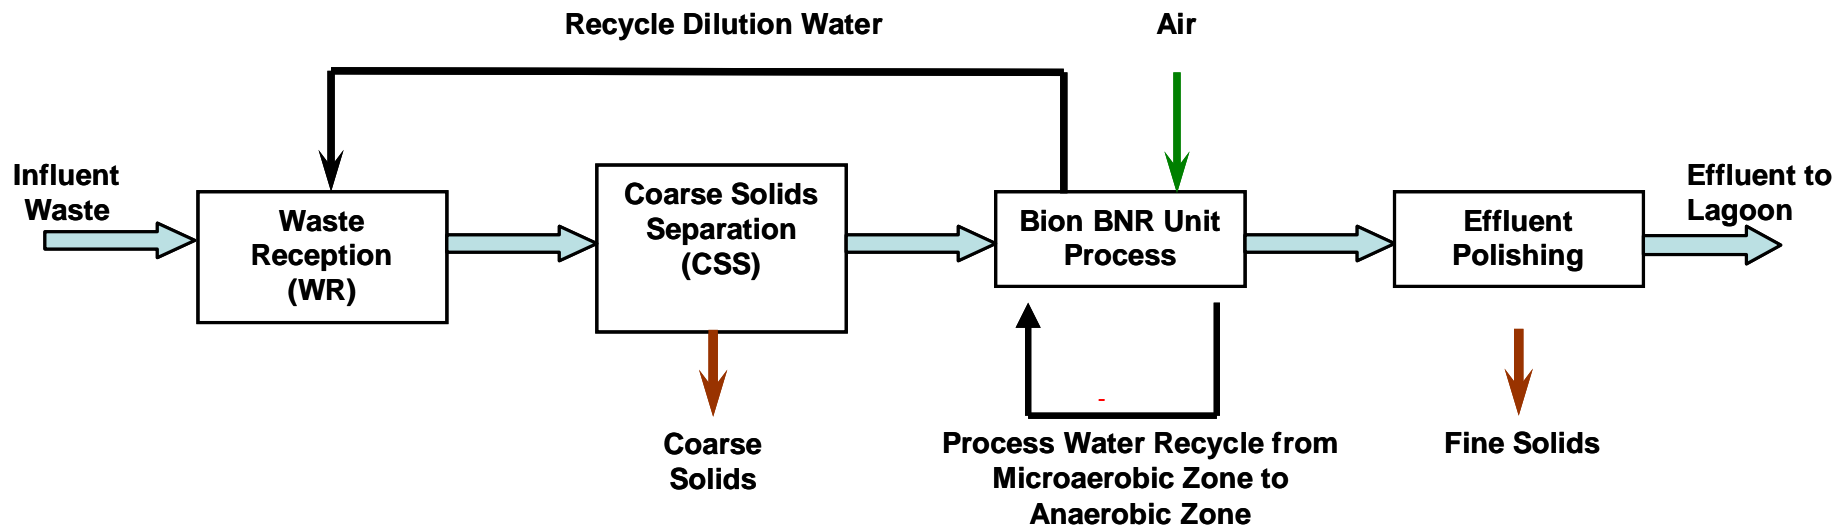 Recycle Dilution Water
Air
Influent
Waste
Waste
Reception
(WR)
Coarse Solids
Separation
(CSS)
Bion BNR Unit
Process
Effluent
Polishing
Effluent to
Lagoon
Coarse
Solids
-
Process Water Recycle from
Microaerobic Zone to
Anaerobic Zone
Fine Solids